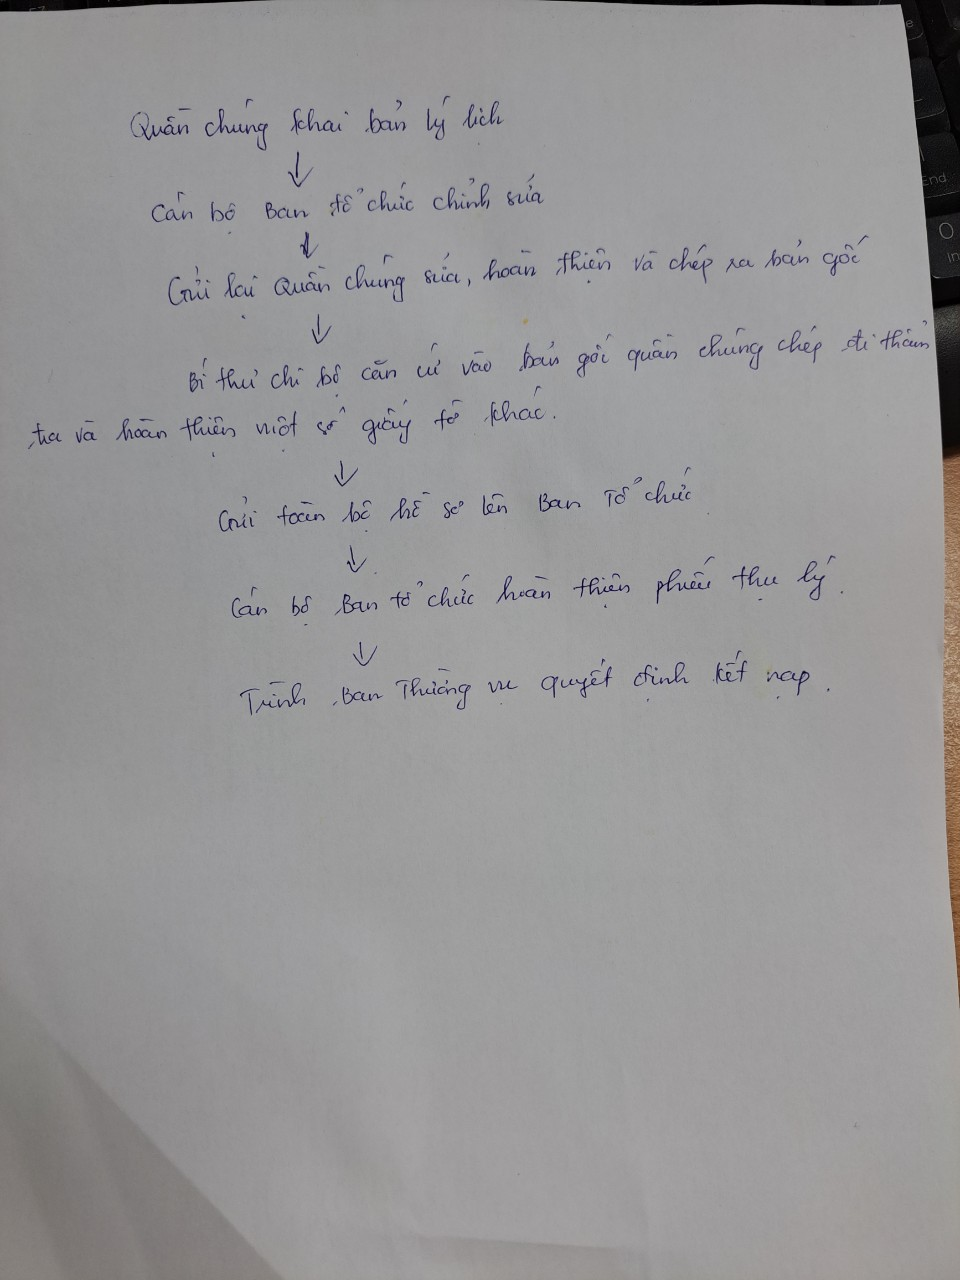 Quần chúng khai bản lý lịch
↓
Cán bộ Ban tổ chức chỉnh sửa
↓
Gửi lại Quần chúng sửa, hoàn thiện và chép ra bản gốc
↓
Bí thư chi bộ căn cứ vào bản gốc quần chúng chép đi thẩm
tra và hoàn thiện một số giấy tờ khác.
↓
Gửi toàn bộ hồ sơ lên Ban Tổ chức
↓
Cán bộ Ban tổ chức hoàn thiện phiếu thụ lý.
↓
Trình Ban Thường vụ quyết định kết nạp.
End
0
In
e